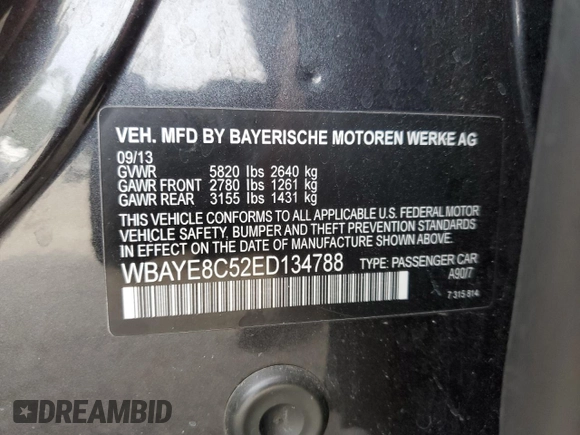 VEH. MFD BY BAYERISCHE MOTOREN WERKE AG
09/13
GVWR 5820 lbs 2640 kg
GAWR FRONT 2780 lbs 1261 kg
GAWR REAR 3155 lbs 1431 kg
THIS VEHICLE CONFORMS TO ALL APPLICABLE U.S. FEDERAL MOTOR
VEHICLE SAFETY, BUMPER AND THEFT PREVENTION STANDARDS
IN EFFECT ON THE DATE OF MANUFACTURE SHOWN ABOVE.
WBAYE8C52ED134788 TYPE: PASSENGER CAR
A90/7
7 315 814
DREAMBID